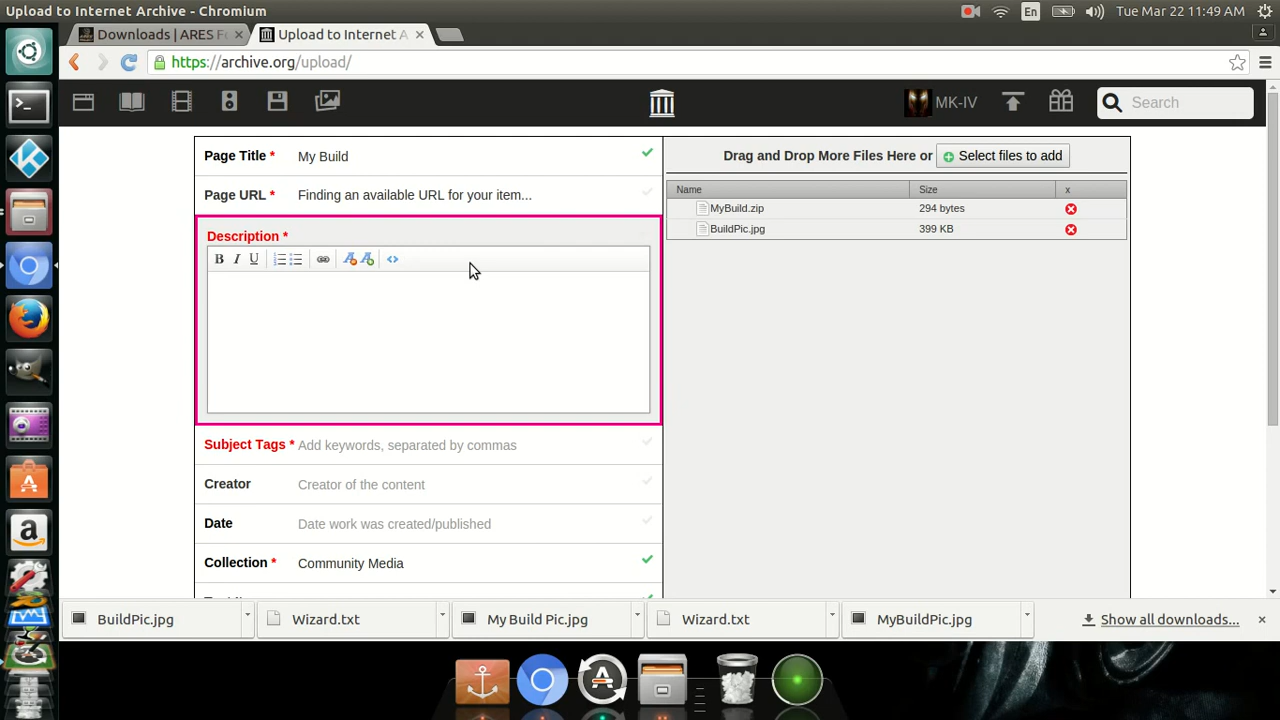 Upload to Internet Archive - Chromium
En
Tue Mar 22 11:49 AM
Downloads | ARES Fo
Upload to Internet A
https://archive.org/upload/
MK-IV
Search
Page Title * My Build
Page URL * Finding an available URL for your item...
Description *
B I U
Subject Tags * Add keywords, separated by commas
Creator Creator of the content
Date Date work was created/published
Collection * Community Media
Drag and Drop More Files Here or Select files to add
Name Size x
MyBuild.zip 294 bytes
BuildPic.jpg 399 KB
BuildPic.jpg
Wizard.txt
My Build Pic.jpg
Wizard.txt
MyBuildPic.jpg
Show all downloads...